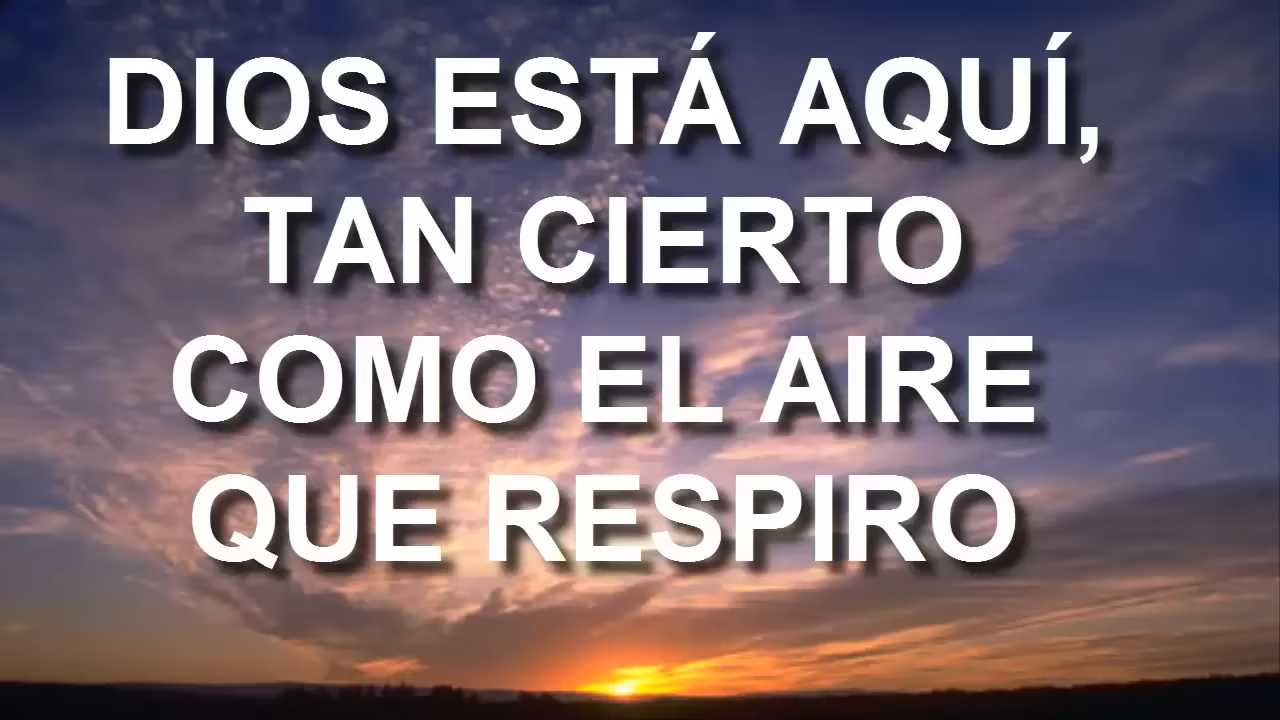 DIOS ESTÁ AQUÍ,
TAN CIERTO
COMO EL AIRE
QUE RESPIRO